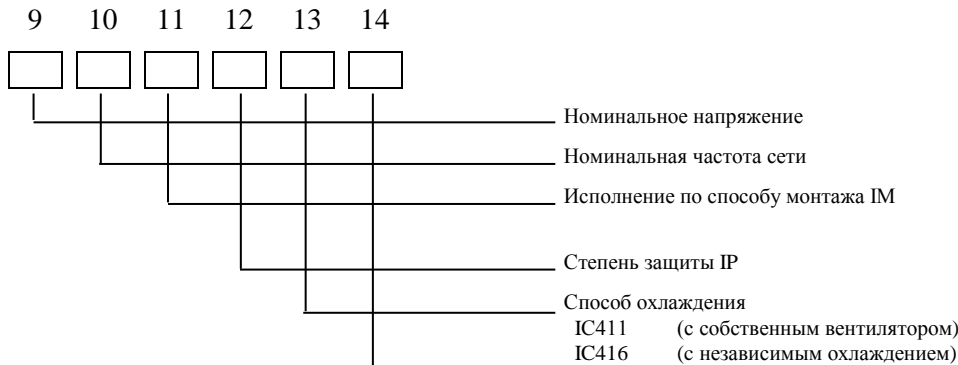 9 10 11 12 13 14
Номинальное напряжение
Номинальная частота сети
Исполнение по способу монтажа IM
Степень защиты IP
Способ охлаждения
IC411 (с собственным вентилятором)
IC416 (с независимым охлаждением)